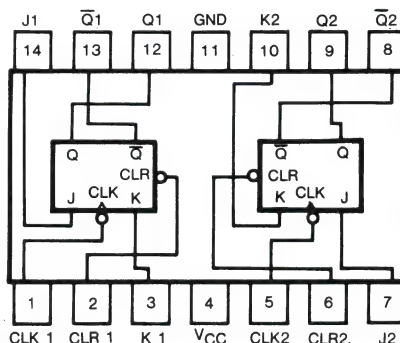 J1 Q̅1 Q1 GND K2 Q2 Q̅2
14 13 12 11 10 9 8
Q Q̅ Q̅ Q
CLR CLR
J CLK K K CLK J
1 2 3 4 5 6 7
CLK 1 CLR 1 K 1 VCC CLK2 CLR2. J2